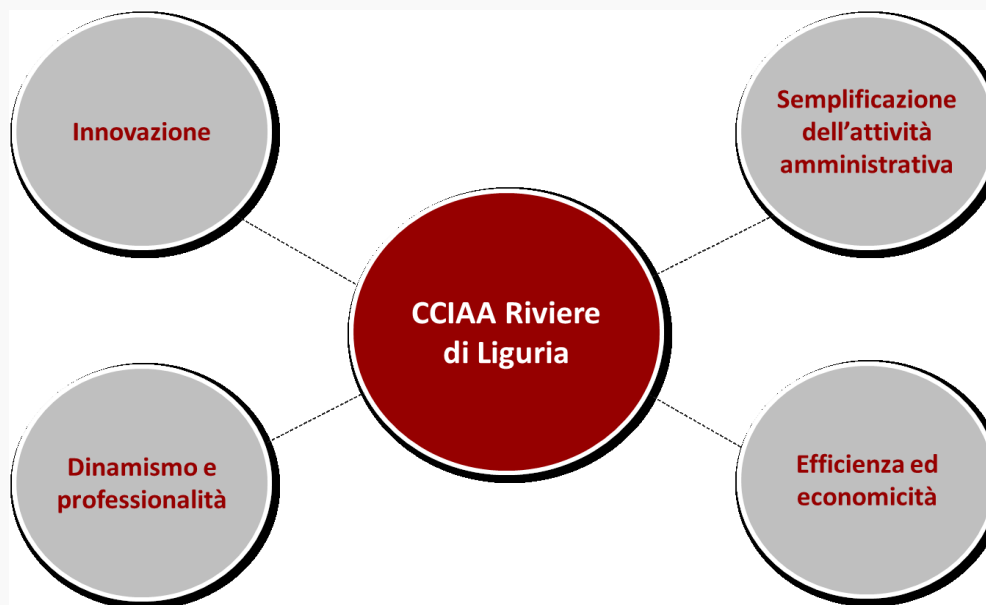 Innovazione
Semplificazione
dell’attività
amministrativa
CCIAA Riviere
di Liguria
Dinamismo e
professionalità
Efficienza ed
economicità